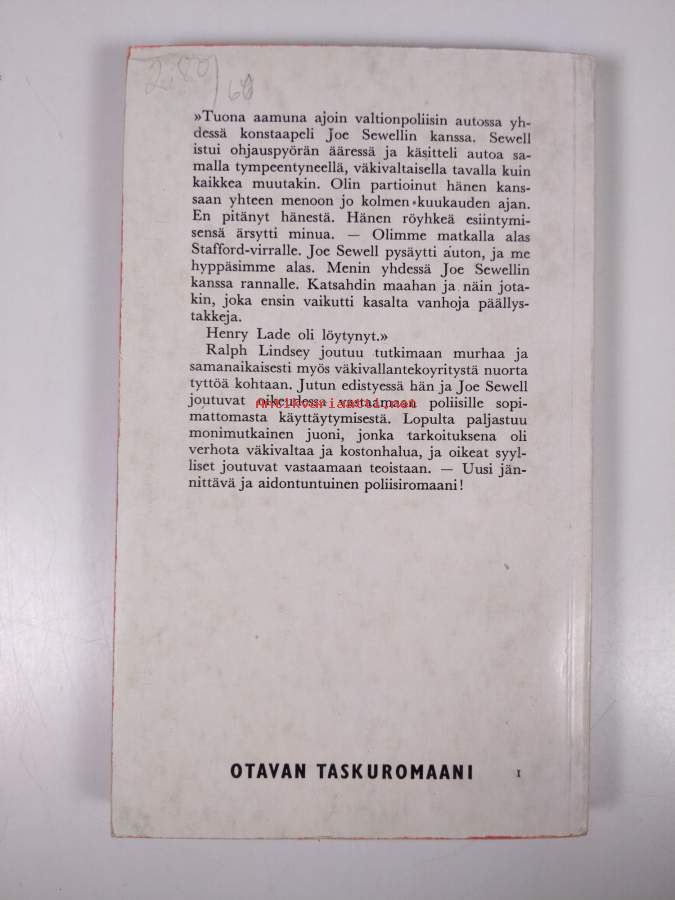 2.80/60
»Tuona aamuna ajoin valtionpoliisin autossa yh-
dessä konstaapeli Joe Sewellin kanssa. Sewell
istui ohjauspyörän ääressä ja käsitteli autoa sa-
malla tympeentyneellä, väkivaltaisella tavalla kuin
kaikkea muutakin. Olin partioinut hänen kans-
saan yhteen menoon jo kolmen kuukauden ajan.
En pitänyt hänestä. Hänen röyhkeä esiintymi-
sensä ärsytti minua. — Olimme matkalla alas
Stafford-virralle. Joe Sewell pysäytti auton, ja me
hyppäsimme alas. Menin yhdessä Joe Sewellin
kanssa rannalle. Katsahdin maahan ja näin jota-
kin, joka ensin vaikutti kasalta vanhoja päällys-
takkeja.
Henry Lade oli löytynyt.»
Ralph Lindsey joutuu tutkimaan murhaa ja
samanaikaisesti myös väkivallantekoyritystä nuorta
tyttöä kohtaan. Jutun edistyessä hän ja Joe Sewell
joutuvat oikeudessa vastaamaan poliisille sopi-
Antikvariaatti.net
mattomasta käyttäytymisestä. Lopulta paljastuu
monimutkainen juoni, jonka tarkoituksena oli
verhota väkivaltaa ja kostonhalua, ja oikeat syyl-
liset joutuvat vastaamaan teoistaan. — Uusi jän-
nittävä ja aidontuntuinen poliisiromaani!
OTAVAN TASKUROMAANI 1